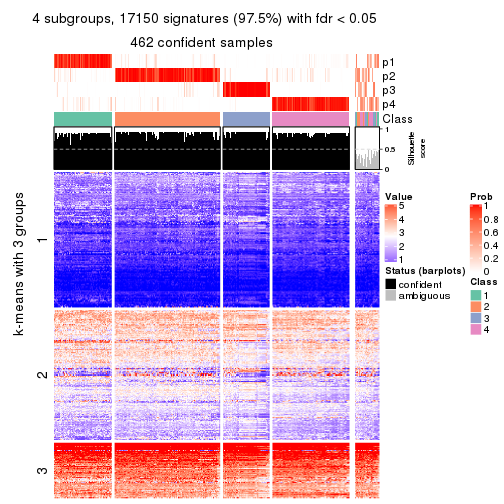 4 subgroups, 17150 signatures (97.5%) with fdr < 0.05
462 confident samples
p1
p2
p3
p4
Class
1
0.5
0
Silhouette
score
k-means with 3 groups
1
2
3
Value
5
4
3
2
1
Status (barplots)
confident
ambiguous
Prob
1
0.8
0.6
0.4
0.2
0
Class
1
2
3
4